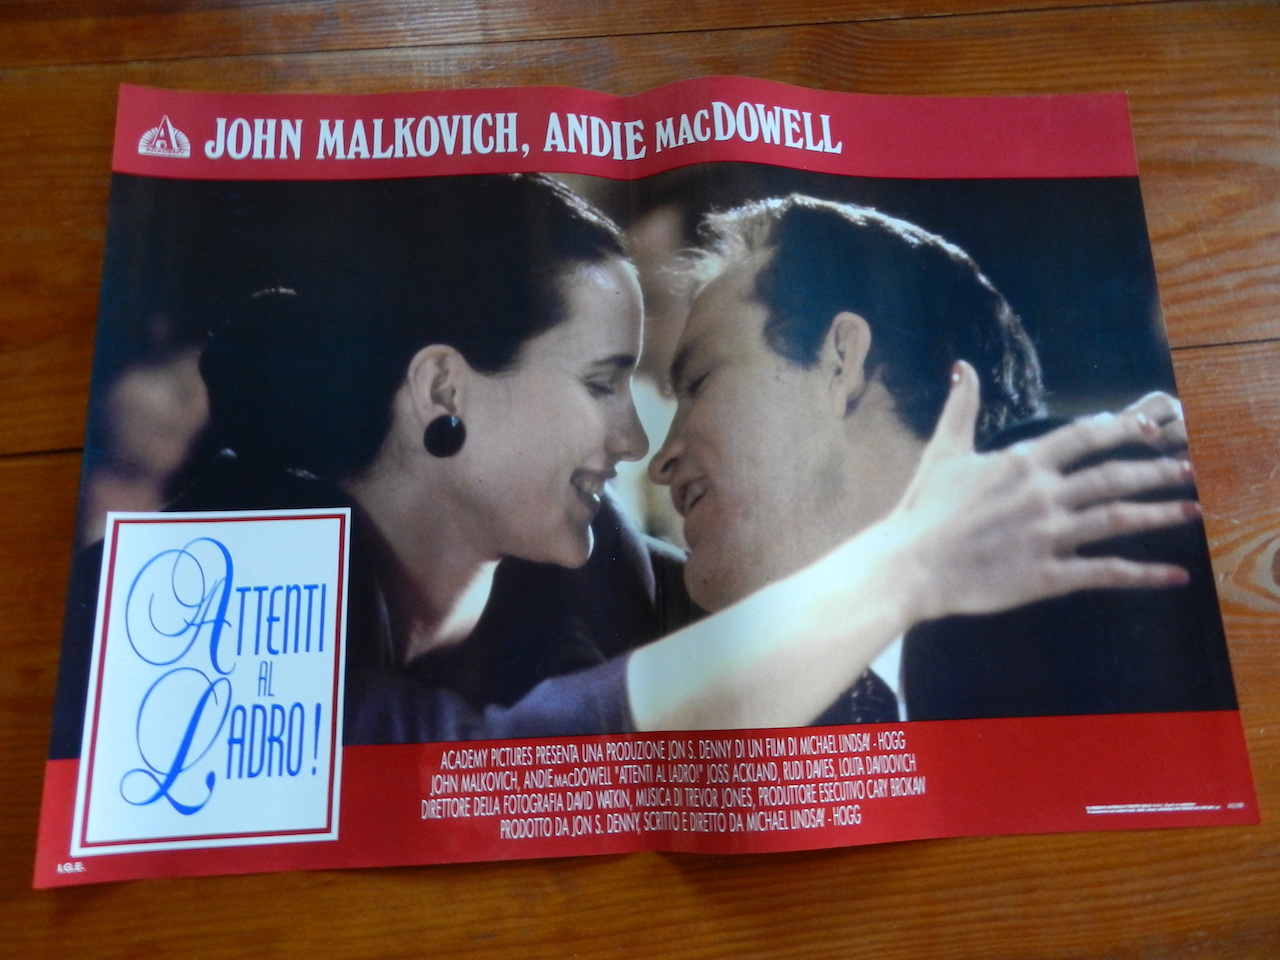 A
ACADEMY
JOHN MALKOVICH, ANDIE MACDOWELL
ATTENTI
AL
LADRO!
ACADEMY PICTURES PRESENTA UNA PRODUZIONE JON S. DENNY DI UN FILM DI MICHAEL LINDSAY - HOGG
JOHN MALKOVICH, ANDIE MACDOWELL "ATTENTI AL LADRO!" JOSS ACKLAND, RUDI DAVIES, LOLITA DAVIDOVICH
DIRETTORE DELLA FOTOGRAFIA DAVID WATKIN, MUSICA DI TREVOR JONES, PRODUTTORE ESECUTIVO CARY BROKAW
PRODOTTO DA JON S. DENNY, SCRITTO E DIRETTO DA MICHAEL LINDSAY - HOGG
I.G.E.